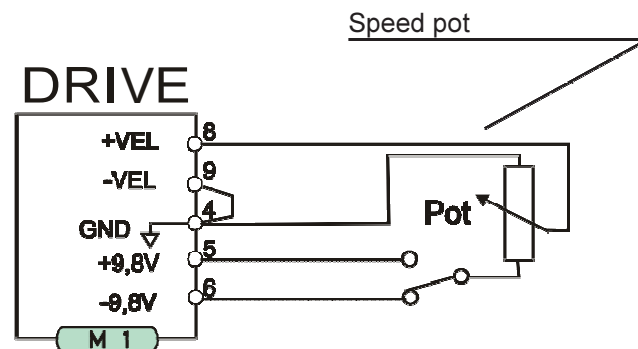 Speed pot
DRIVE
+VEL 8
-VEL 9
GND 4
+9,8V 5
-9,8V 6
Pot
M 1